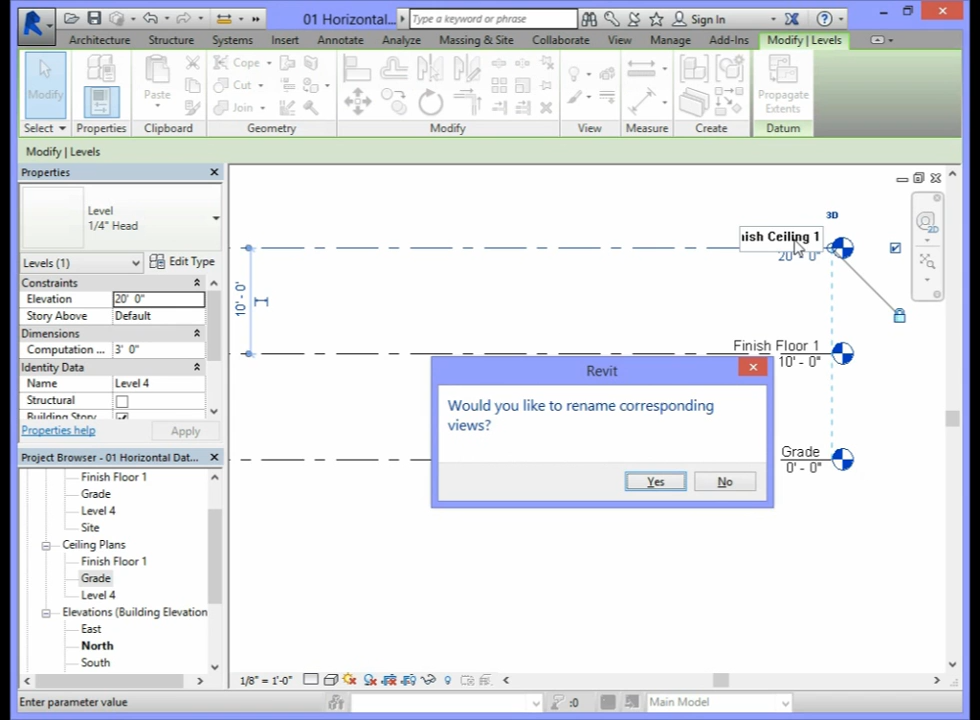 01 Horizontal...
Type a keyword or phrase
Sign In
Architecture Structure Systems Insert Annotate Analyze Massing & Site Collaborate View Manage Add-Ins Modify | Levels
Modify
Paste
Cope
Cut
Join
Propagate
Extents
Select Properties Clipboard Geometry Modify View Measure Create Datum
Modify | Levels
Properties
Level
1/4" Head
Levels (1)
Edit Type
Constraints
Elevation 20' 0"
Story Above Default
Dimensions
Computation ... 3' 0"
Identity Data
Name Level 4
Structural
Building Story
Properties help
Apply
Project Browser - 01 Horizontal Dat...
Finish Floor 1
Grade
Level 4
Site
Ceiling Plans
Finish Floor 1
Grade
Level 4
Elevations (Building Elevation
East
North
South
3D
ish Ceiling 1
20' - 0"
10' - 0"
Finish Floor 1
10' - 0"
Grade
0' - 0"
2D
Revit
Would you like to rename corresponding
views?
Yes
No
1/8" = 1'-0"
Enter parameter value
:0
Main Model